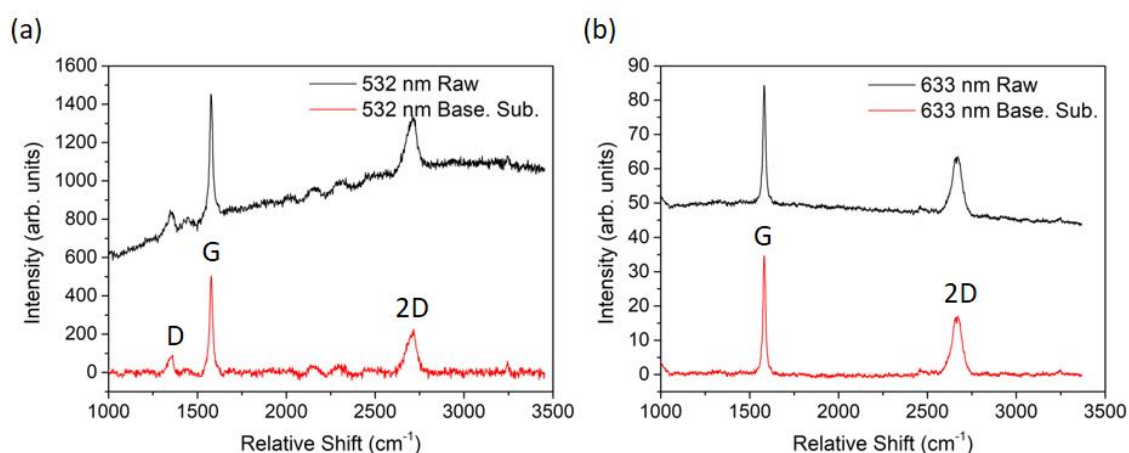 (a)
1600
1400
1200
1000
800
600
400
200
0
Intensity (arb. units)
532 nm Raw
532 nm Base. Sub.
D
G
2D
1000 1500 2000 2500 3000 3500
Relative Shift (cm⁻¹)
(b)
90
80
70
60
50
40
30
20
10
0
Intensity (arb. units)
633 nm Raw
633 nm Base. Sub.
G
2D
1000 1500 2000 2500 3000 3500
Relative Shift (cm⁻¹)